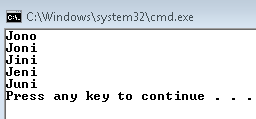 C:\Windows\system32\cmd.exe
Jono
Joni
Jini
Jeni
Juni
Press any key to continue . . .